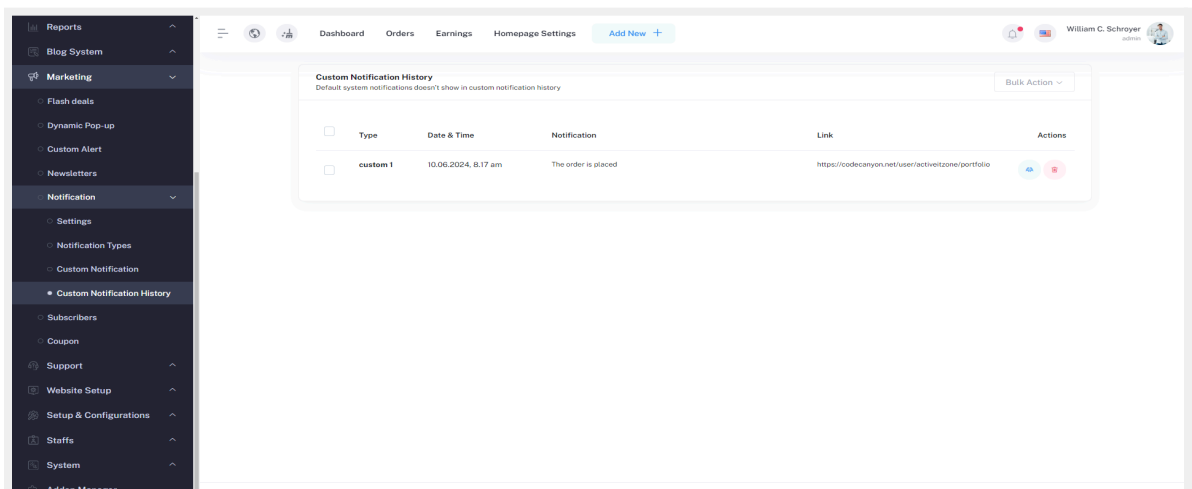 Reports
Blog System
Marketing
Flash deals
Dynamic Pop-up
Custom Alert
Newsletters
Notification
Settings
Notification Types
Custom Notification
Custom Notification History
Subscribers
Coupon
Support
Website Setup
Setup & Configurations
Staffs
System
Addon Manager
Dashboard Orders Earnings Homepage Settings Add New +
William C. Schroyer
admin
Custom Notification History
Default system notifications doesn't show in custom notification history
Bulk Action
Type Date & Time Notification Link Actions
custom 1 10.06.2024, 8.17 am The order is placed https://codecanyon.net/user/activeitzone/portfolio